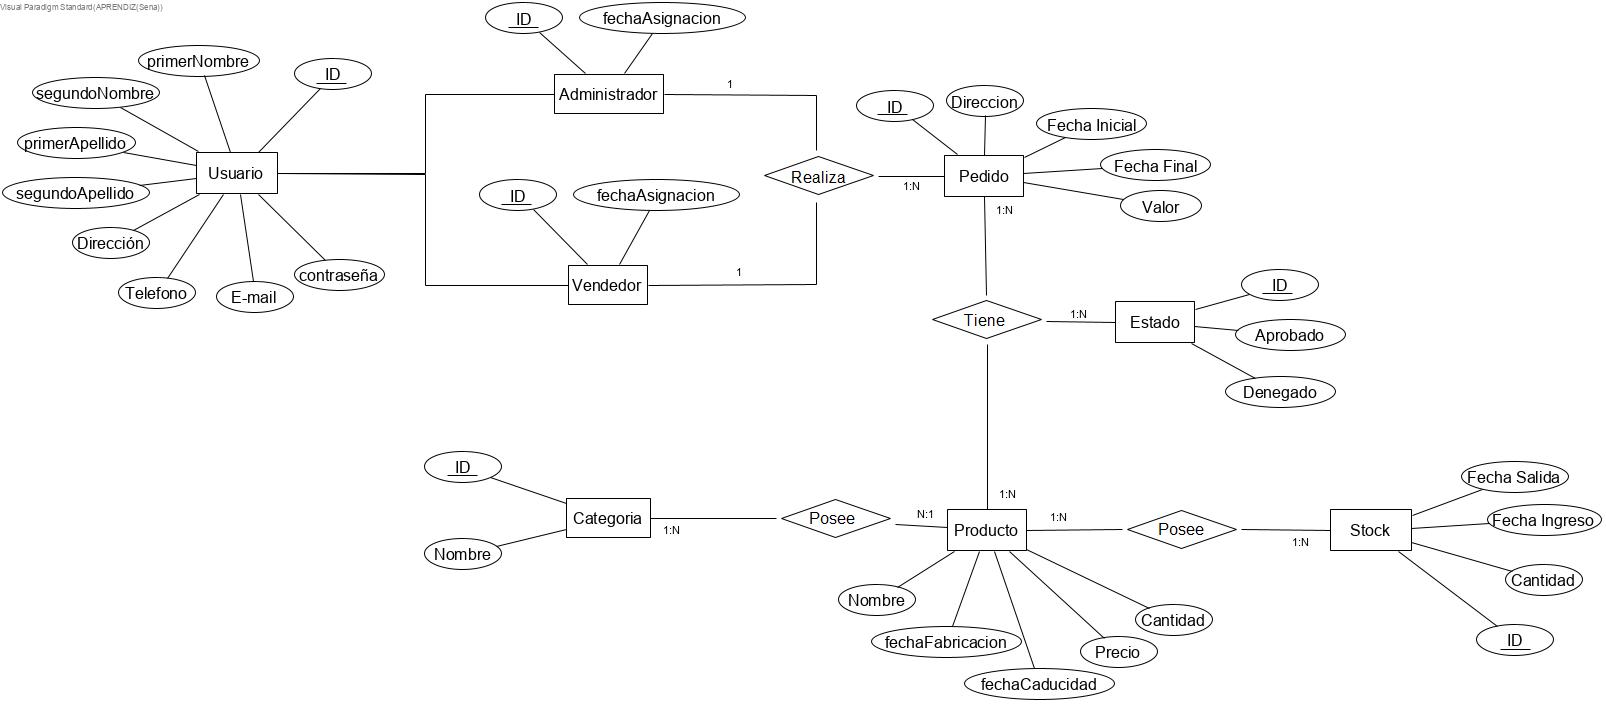 Visual Paradigm Standard(APRENDIZ(Sena))
ID
fechaAsignacion
primerNombre
ID
segundoNombre
Administrador
1
primerApellido
segundoApellido
Usuario
Dirección
Telefono
E-mail
contraseña
ID
fechaAsignacion
Vendedor
1
Realiza
1:N
ID
Direccion
Fecha Inicial
Fecha Final
Valor
Pedido
1:N
Tiene
1:N
Estado
ID
Aprobado
Denegado
ID
Nombre
Categoria
1:N
Posee
N:1
1:N
Producto
1:N
Posee
1:N
Stock
Fecha Salida
Fecha Ingreso
Cantidad
ID
Nombre
fechaFabricacion
fechaCaducidad
Precio
Cantidad